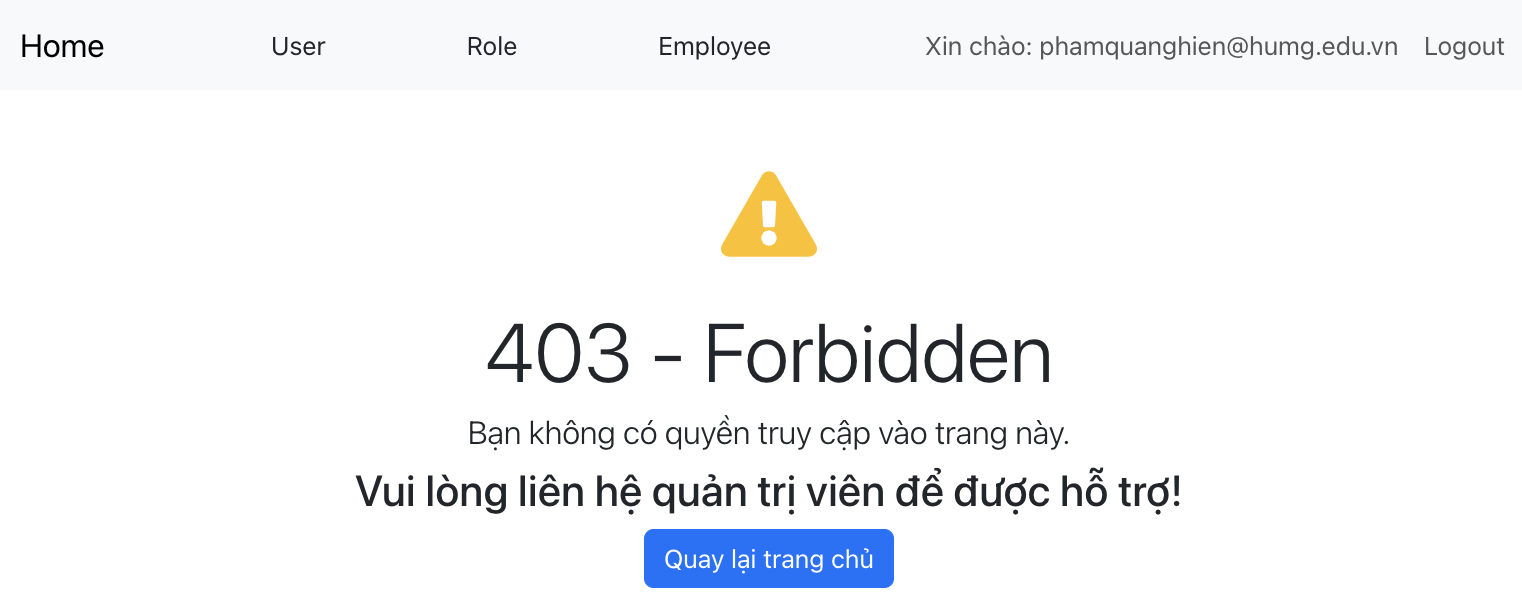 Home User Role Employee Xin chào: phamquanghien@humg.edu.vn Logout
403 - Forbidden
Bạn không có quyền truy cập vào trang này.
Vui lòng liên hệ quản trị viên để được hỗ trợ!
Quay lại trang chủ